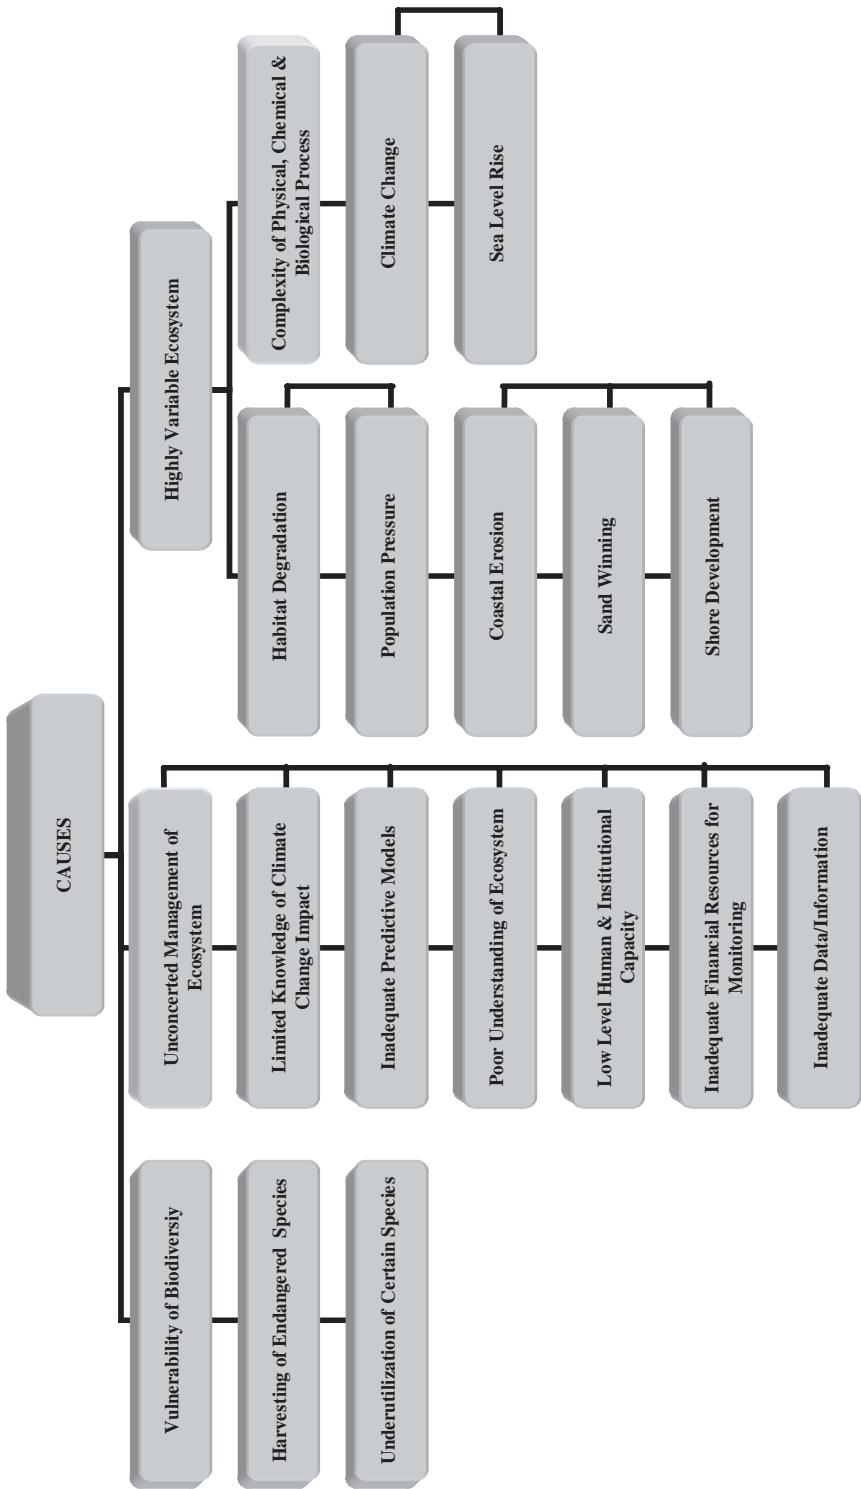 CAUSES
Vulnerability of Biodiversiy
Harvesting of Endangered Species
Underutilization of Certain Species
Unconcerted Management of
Ecosystem
Limited Knowledge of Climate
Change Impact
Inadequate Predictive Models
Poor Understanding of Ecosystem
Low Level Human & Institutional
Capacity
Inadequate Financial Resources for
Monitoring
Inadequate Data/Information
Highly Variable Ecosystem
Habitat Degradation
Population Pressure
Coastal Erosion
Sand Winning
Shore Development
Complexity of Physical, Chemical &
Biological Process
Climate Change
Sea Level Rise